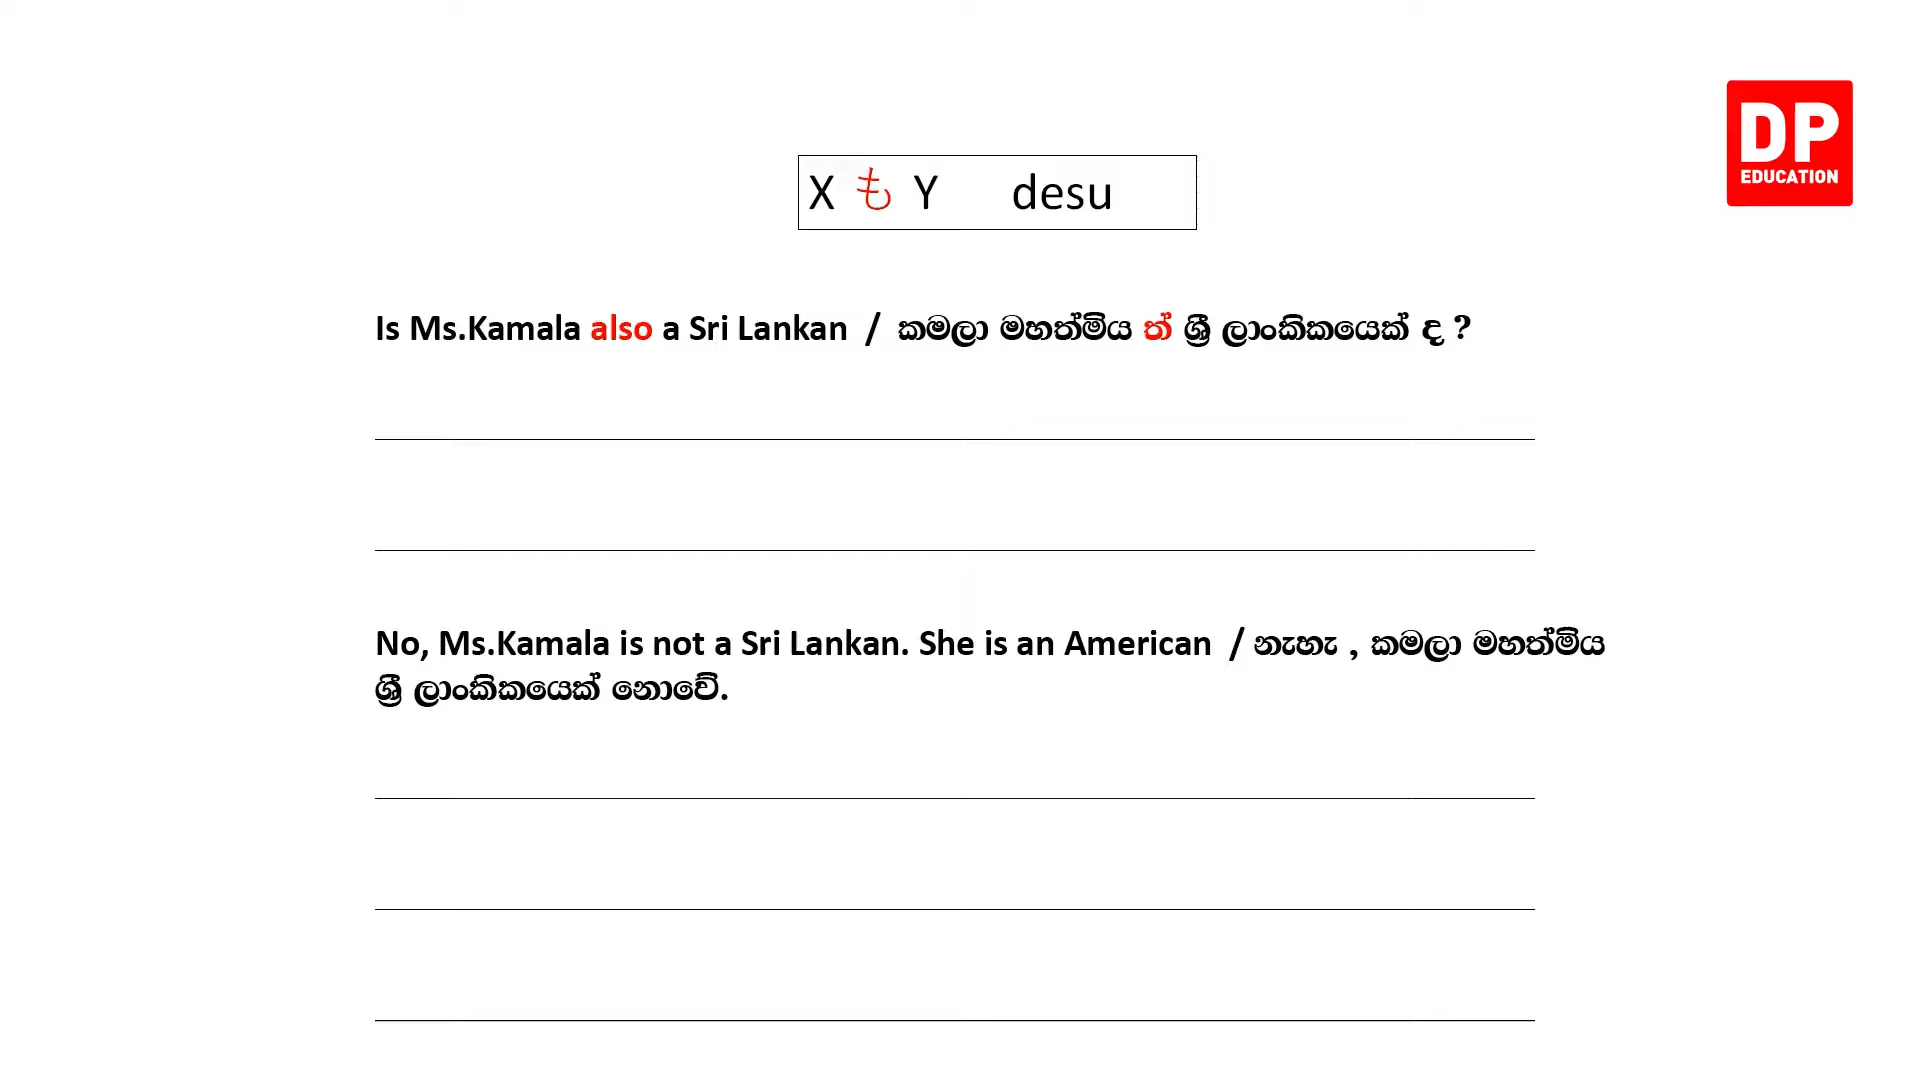 DP
EDUCATION
X も Y desu
Is Ms.Kamala also a Sri Lankan / කමලා මහත්මිය ත් ශ්‍රී ලාංකිකයෙක් ද ?
No, Ms.Kamala is not a Sri Lankan. She is an American / නැහැ , කමලා මහත්මිය
ශ්‍රී ලාංකිකයෙක් නොවේ.